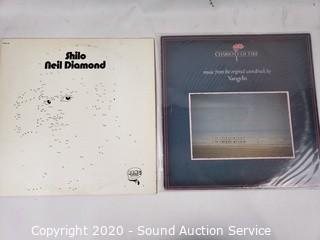 Shilo
Neil Diamond
CHARIOTS OF FIRE
music from the original soundtrack by
Vangelis
Copyright © 2020 - Sound Auction Service